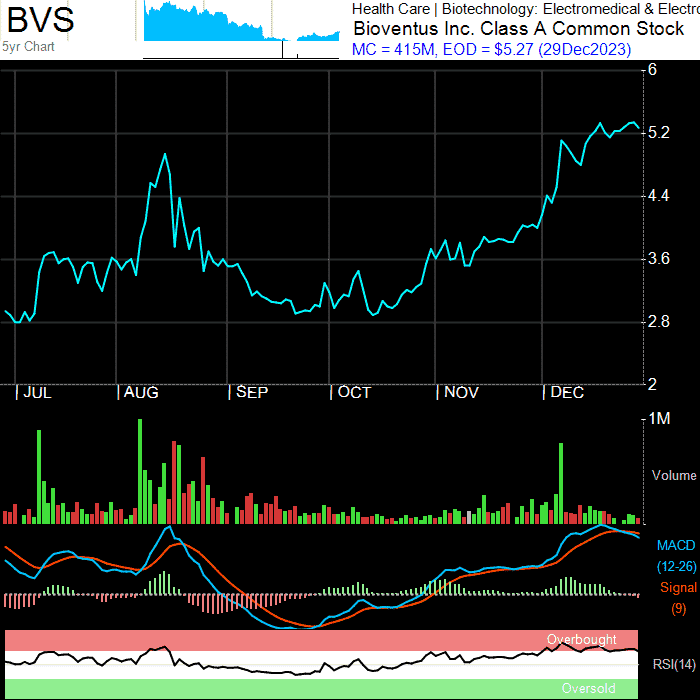 BVS
5yr Chart
Health Care | Biotechnology: Electromedical & Electro
Bioventus Inc. Class A Common Stock
MC = 415M, EOD = $5.27 (29Dec2023)
6
5.2
4.4
3.6
2.8
2
JUL AUG SEP OCT NOV DEC
1M
Volume
MACD
(12-26)
Signal
(9)
Overbought
RSI(14)
Oversold